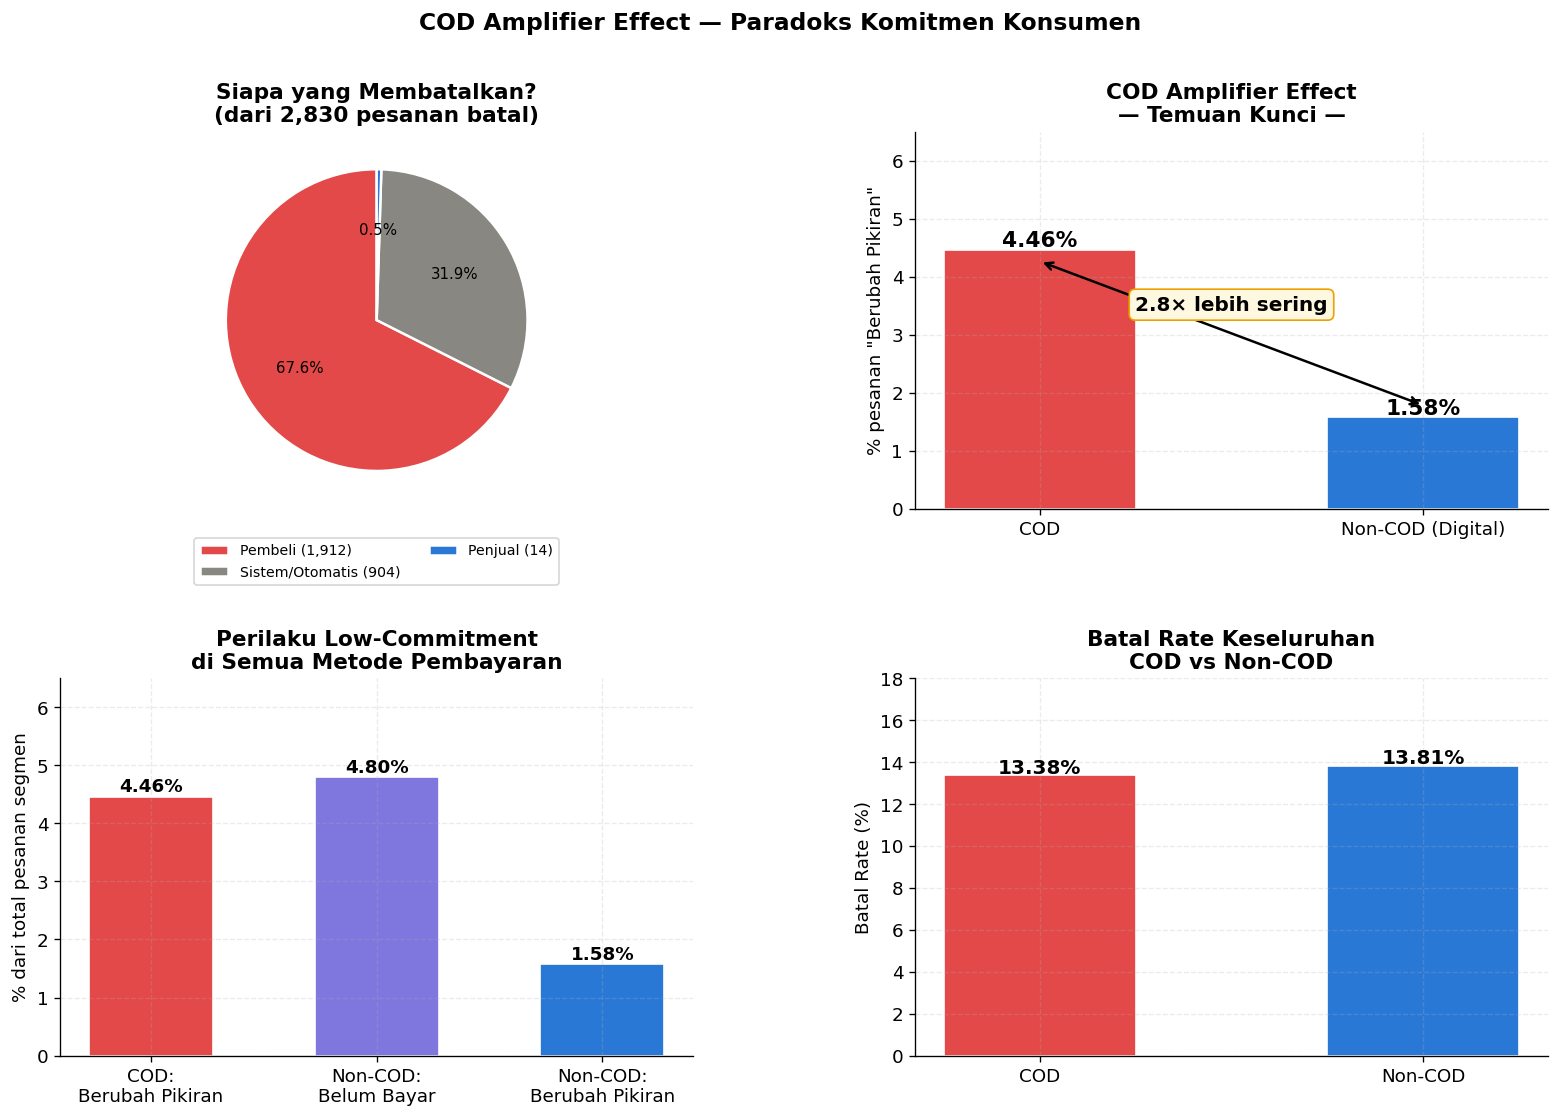 COD Amplifier Effect — Paradoks Komitmen Konsumen
Siapa yang Membatalkan?
(dari 2,830 pesanan batal)
0.5%
31.9%
67.6%
Pembeli (1,912)
Sistem/Otomatis (904)
Penjual (14)
COD Amplifier Effect
— Temuan Kunci —
% pesanan "Berubah Pikiran"
6
5
4
3
2
1
0
4.46%
2.8× lebih sering
1.58%
COD
Non-COD (Digital)
Perilaku Low-Commitment
di Semua Metode Pembayaran
% dari total pesanan segmen
6
5
4
3
2
1
0
4.46%
4.80%
1.58%
COD:
Berubah Pikiran
Non-COD:
Belum Bayar
Non-COD:
Berubah Pikiran
Batal Rate Keseluruhan
COD vs Non-COD
Batal Rate (%)
18
16
14
12
10
8
6
4
2
0
13.38%
13.81%
COD
Non-COD